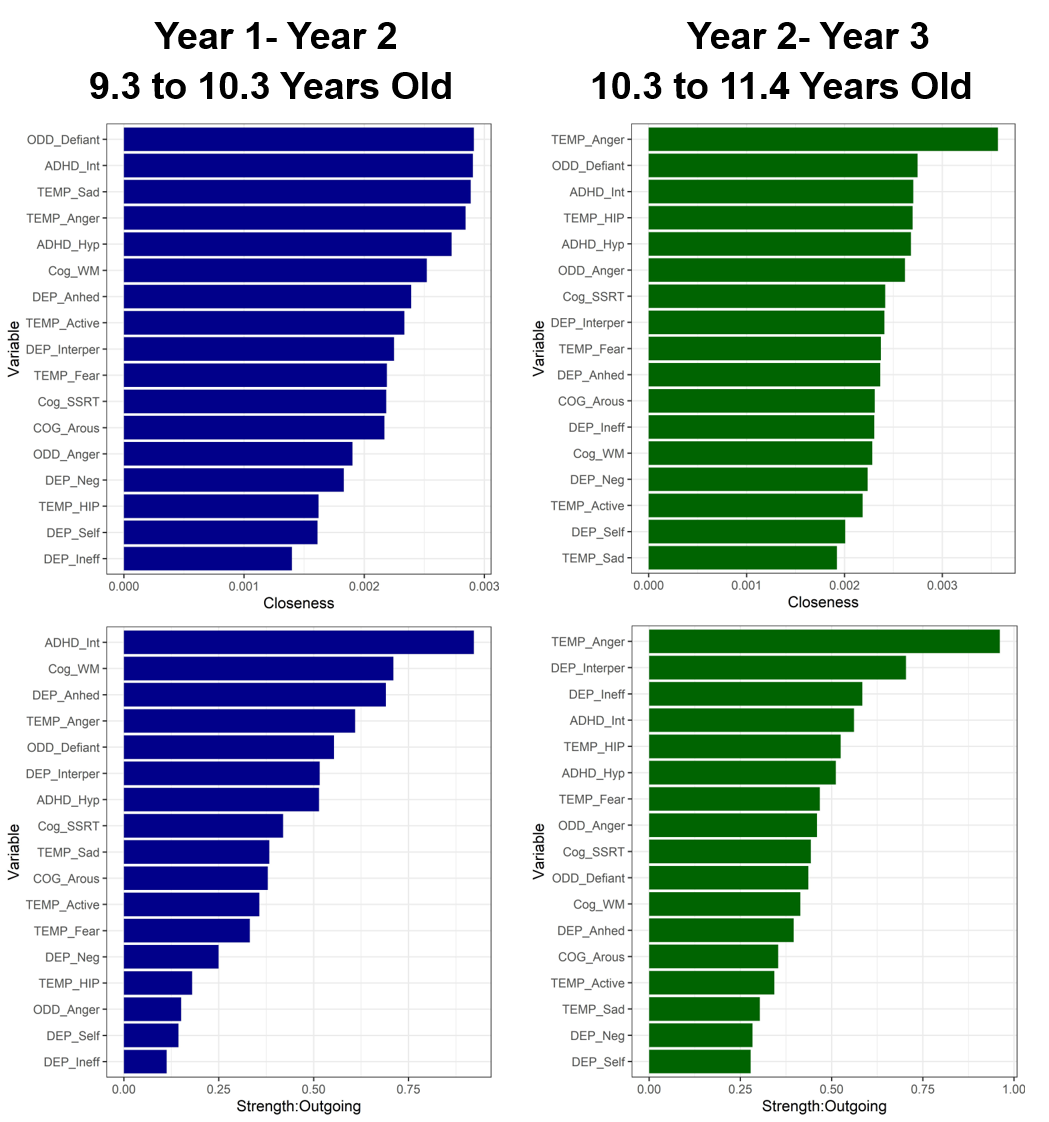 Year 1- Year 2
9.3 to 10.3 Years Old
Year 2- Year 3
10.3 to 11.4 Years Old
Variable
ODD_Defiant
ADHD_Int
TEMP_Sad
TEMP_Anger
ADHD_Hyp
Cog_WM
DEP_Anhed
TEMP_Active
DEP_Interper
TEMP_Fear
Cog_SSRT
COG_Arous
ODD_Anger
DEP_Neg
TEMP_HIP
DEP_Self
DEP_Ineff
0.000 0.001 0.002 0.003
Closeness
Variable
TEMP_Anger
ODD_Defiant
ADHD_Int
TEMP_HIP
ADHD_Hyp
ODD_Anger
Cog_SSRT
DEP_Interper
TEMP_Fear
DEP_Anhed
COG_Arous
DEP_Ineff
Cog_WM
DEP_Neg
TEMP_Active
DEP_Self
TEMP_Sad
0.000 0.001 0.002 0.003
Closeness
Variable
ADHD_Int
Cog_WM
DEP_Anhed
TEMP_Anger
ODD_Defiant
DEP_Interper
ADHD_Hyp
Cog_SSRT
TEMP_Sad
COG_Arous
TEMP_Active
TEMP_Fear
DEP_Neg
TEMP_HIP
ODD_Anger
DEP_Self
DEP_Ineff
0.00 0.25 0.50 0.75
Strength:Outgoing
Variable
TEMP_Anger
DEP_Interper
DEP_Ineff
ADHD_Int
TEMP_HIP
ADHD_Hyp
TEMP_Fear
ODD_Anger
Cog_SSRT
ODD_Defiant
Cog_WM
DEP_Anhed
COG_Arous
TEMP_Active
TEMP_Sad
DEP_Neg
DEP_Self
0.00 0.25 0.50 0.75 1.00
Strength:Outgoing